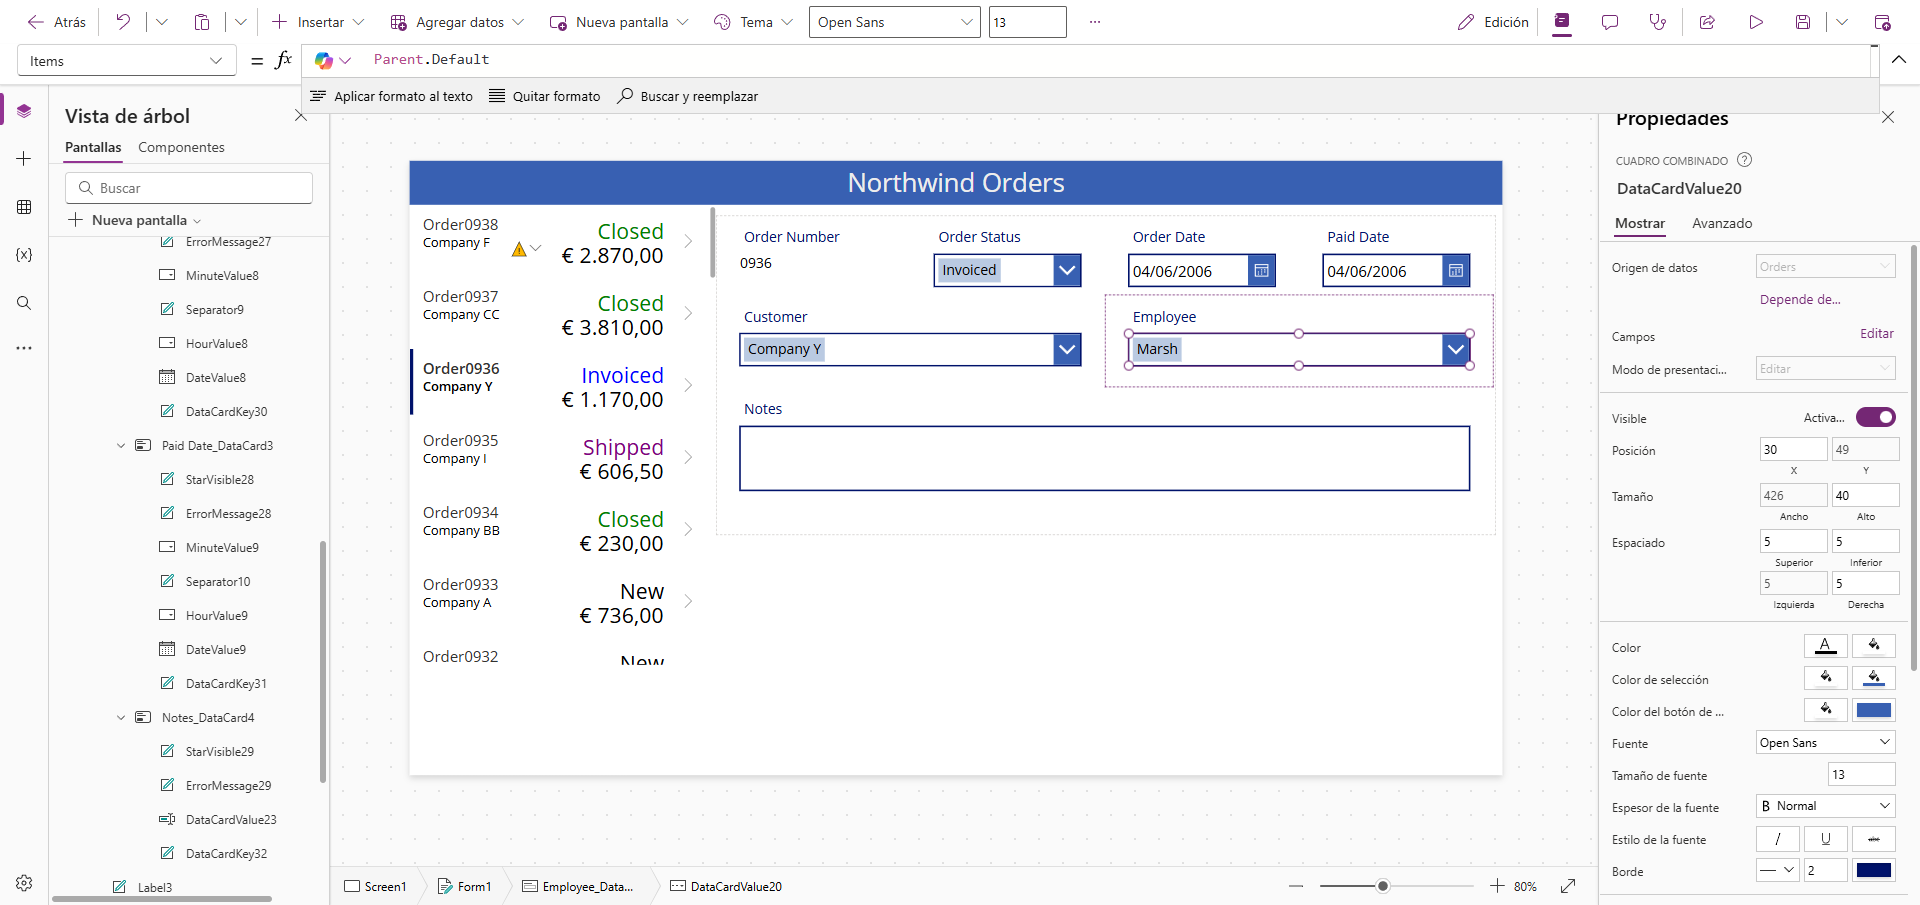 Atrás
Insertar
Agregar datos
Nueva pantalla
Tema
Open Sans
13
Edición
Items
= fx
Parent.Default
Aplicar formato al texto
Quitar formato
Buscar y reemplazar
Vista de árbol
Pantallas
Componentes
Buscar
Nueva pantalla
ErrorMessage27
MinuteValue8
Separator9
HourValue8
DateValue8
DataCardKey30
Paid Date_DataCard3
StarVisible28
ErrorMessage28
MinuteValue9
Separator10
HourValue9
DateValue9
DataCardKey31
Notes_DataCard4
StarVisible29
ErrorMessage29
DataCardValue23
DataCardKey32
Label3
Northwind Orders
Order0938
Closed
Company F
€ 2.870,00
Order0937
Closed
Company CC
€ 3.810,00
Order0936
Invoiced
Company Y
€ 1.170,00
Order0935
Shipped
Company I
€ 606,50
Order0934
Closed
Company BB
€ 230,00
Order0933
New
Company A
€ 736,00
Order0932
New
Order Number
Order Status
Order Date
Paid Date
0936
Invoiced
04/06/2006
04/06/2006
Customer
Employee
Company Y
Marsh
Notes
Screen1
Form1
Employee_Data...
DataCardValue20
80%
Propiedades
CUADRO COMBINADO
DataCardValue20
Mostrar
Avanzado
Origen de datos
Orders
Depende de...
Campos
Editar
Modo de presentaci...
Editar
Visible
Activa...
Posición
30
49
X
Y
Tamaño
426
40
Ancho
Alto
Espaciado
5
5
Superior
Inferior
5
5
Izquierda
Derecha
Color
A
Color de selección
Color del botón de ...
Fuente
Open Sans
Tamaño de fuente
13
Espesor de la fuente
B Normal
Estilo de la fuente
/ U abc
Borde
2